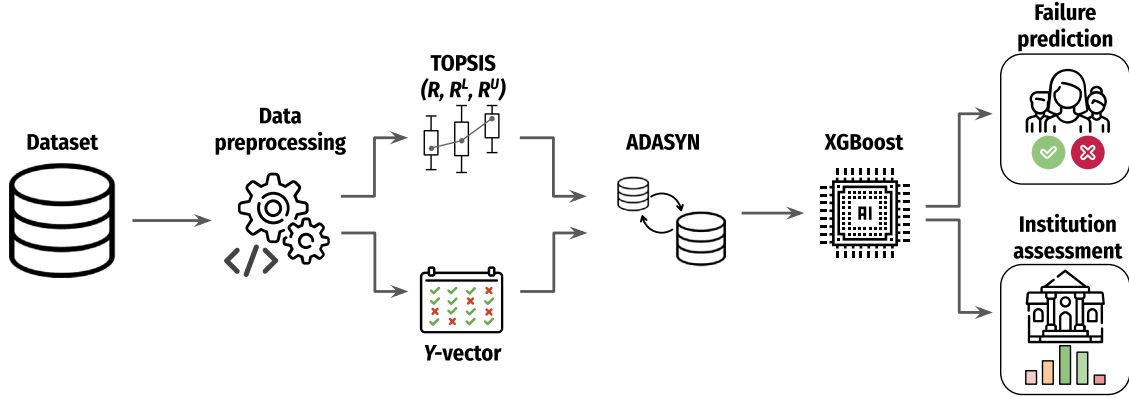 Dataset
Data
preprocessing
</>
TOPSIS
(R, R^L, R^U)
Y-vector
ADASYN
XGBoost
AI
Failure
prediction
Institution
assessment